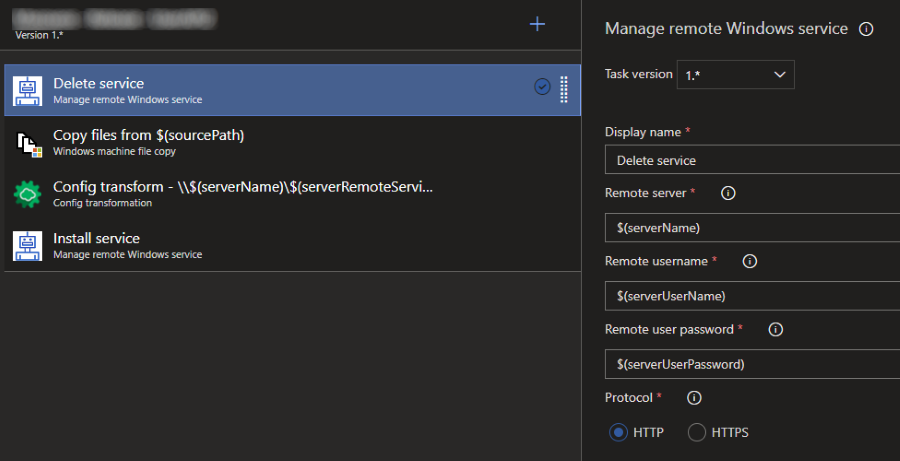 Version 1.*
Delete service
Manage remote Windows service
Copy files from $(sourcePath)
Windows machine file copy
Config transform - \\$(serverName)\$(serverRemoteServi...
Config transformation
Install service
Manage remote Windows service
Manage remote Windows service
Task version 1.*
Display name *
Delete service
Remote server *
$(serverName)
Remote username *
$(serverUserName)
Remote user password *
$(serverUserPassword)
Protocol *
HTTP HTTPS